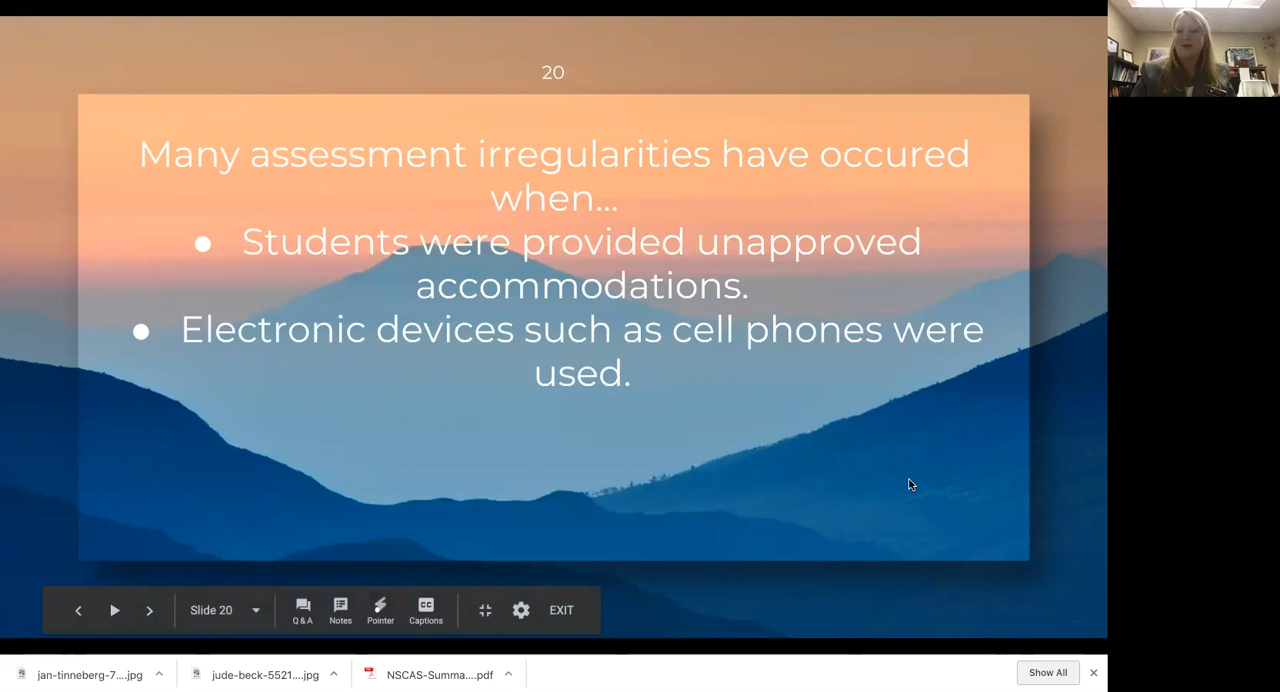 20
Many assessment irregularities have occured
when...
● Students were provided unapproved
accommodations.
● Electronic devices such as cell phones were
used.
Slide 20
Q & A
Notes
Pointer
CC
Captions
EXIT
jan-tinneberg-7....jpg
jude-beck-5521....jpg
NSCAS-Summa....pdf
Show All